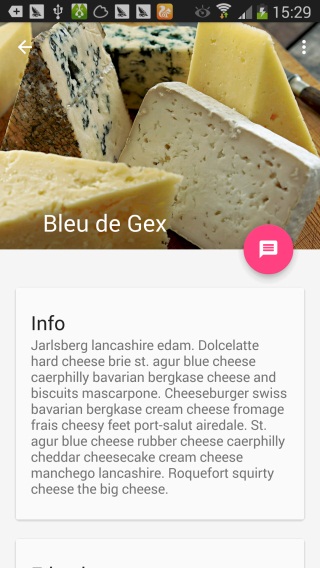 15:29
Bleu de Gex
Info
Jarlsberg lancashire edam. Dolcelatte
hard cheese brie st. agur blue cheese
caerphilly bavarian bergkase cheese and
biscuits mascarpone. Cheeseburger swiss
bavarian bergkase cream cheese fromage
frais cheesy feet port-salut airedale. St.
agur blue cheese rubber cheese caerphilly
cheddar cheesecake cream cheese
manchego lancashire. Roquefort squirty
cheese the big cheese.